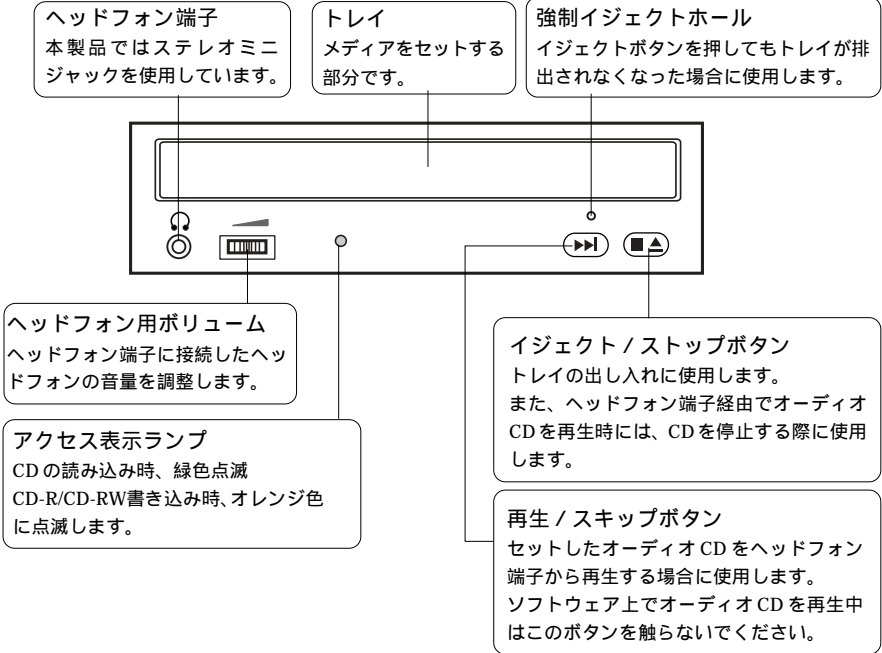 ヘッドフォン端子
本製品ではステレオミニ
ジャックを使用しています。
トレイ
メディアをセットする
部分です。
強制イジェクトホール
イジェクトボタンを押してもトレイが排
出されなくなった場合に使用します。
ヘッドフォン用ボリューム
ヘッドフォン端子に接続したヘッ
ドフォンの音量を調整します。
アクセス表示ランプ
CDの読み込み時、緑色点滅
CD-R/CD-RW書き込み時、オレンジ色
に点滅します。
イジェクト / ストップボタン
トレイの出し入れに使用します。
また、ヘッドフォン端子経由でオーディオ
CDを再生時には、CDを停止する際に使用
します。
再生 / スキップボタン
セットしたオーディオCDをヘッドフォン
端子から再生する場合に使用します。
ソフトウェア上でオーディオCDを再生中
はこのボタンを触らないでください。